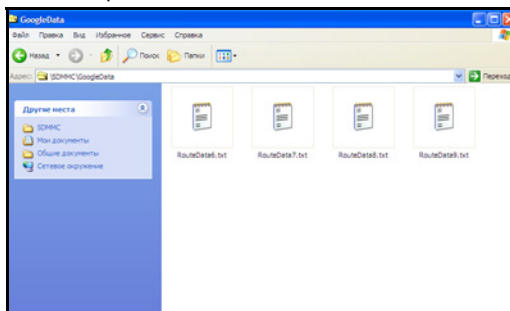 GoogleData
Файл Правка Вид Избранное Сервис Справка
Назад Поиск Папки
Адрес: \SDMMC\GoogleData Переход
Другие места
SDMMC
Мои документы
Общие документы
Сетевое окружение
RouteData6.txt RouteData7.txt RouteData8.txt RouteData9.txt